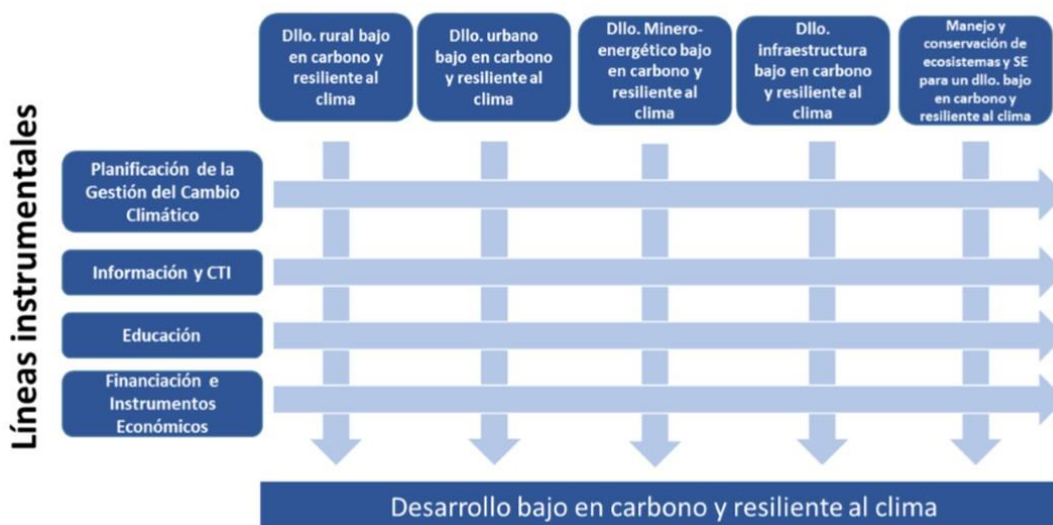 Dllo. rural bajo
en carbono y
resiliente al
clima
Dllo. urbano
bajo en carbono
y resiliente al
clima
Dllo. Minero-
energético bajo
en carbono y
resiliente al
clima
Dllo.
infraestructura
bajo en carbono
y resiliente al
clima
Manejo y
conservación de
ecosistemas y SE
para un dllo. bajo
en carbono y
resiliente al clima
Líneas instrumentales
Planificación de la
Gestión del Cambio
Climático
Información y CTI
Educación
Financiación e
Instrumentos
Económicos
Desarrollo bajo en carbono y resiliente al clima